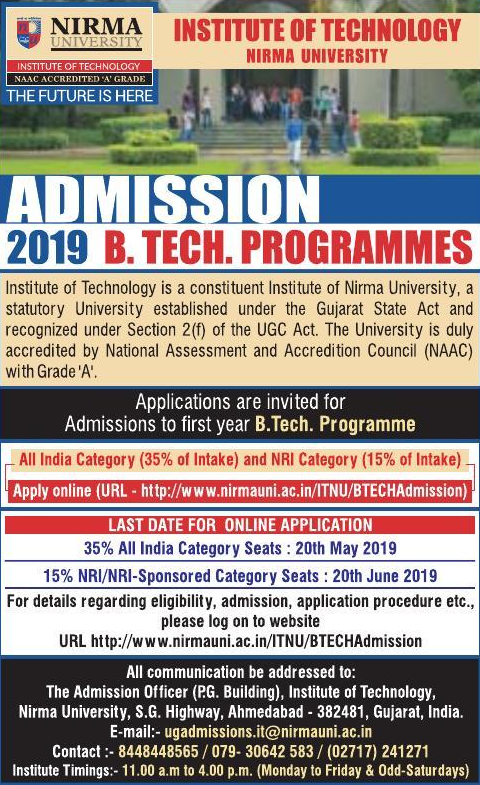 NIRMA
UNIVERSITY
INSTITUTE OF TECHNOLOGY
NAAC ACCREDITED 'A' GRADE
THE FUTURE IS HERE
INSTITUTE OF TECHNOLOGY
NIRMA UNIVERSITY
ADMISSION
2019 B. TECH. PROGRAMMES
Institute of Technology is a constituent Institute of Nirma University, a
statutory University established under the Gujarat State Act and
recognized under Section 2(f) of the UGC Act. The University is duly
accredited by National Assessment and Accredition Council (NAAC)
with Grade 'A'.
Applications are invited for
Admissions to first year B.Tech. Programme
All India Category (35% of Intake) and NRI Category (15% of Intake)
Apply online (URL - http://www.nirmauni.ac.in/ITNU/BTECHAdmission)
LAST DATE FOR ONLINE APPLICATION
35% All India Category Seats : 20th May 2019
15% NRI/NRI-Sponsored Category Seats : 20th June 2019
For details regarding eligibility, admission, application procedure etc.,
please log on to website
URL http://www.nirmauni.ac.in/ITNU/BTECHAdmission
All communication be addressed to:
The Admission Officer (P.G. Building), Institute of Technology,
Nirma University, S.G. Highway, Ahmedabad - 382481, Gujarat, India.
E-mail:- ugadmissions.it@nirmauni.ac.in
Contact :- 8448448565 / 079- 30642 583 / (02717) 241271
Institute Timings:- 11.00 a.m to 4.00 p.m. (Monday to Friday & Odd-Saturdays)